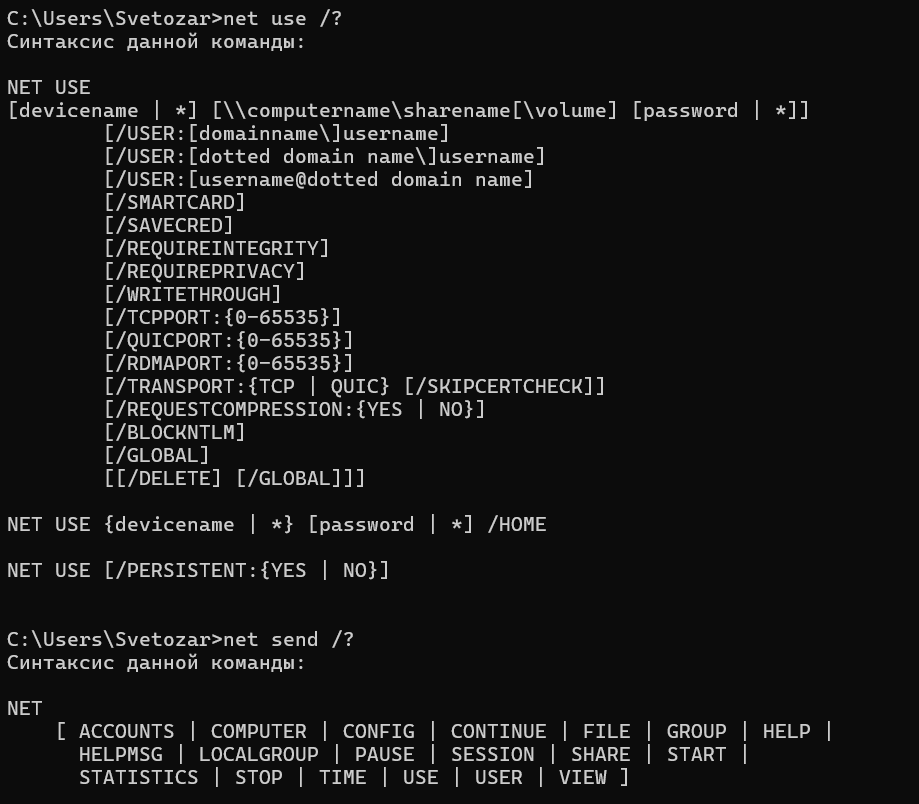 C:\Users\Svetozar>net use /?
Синтаксис данной команды:

NET USE
[devicename | *] [\\computername\sharename[\volume] [password | *]]
        [/USER:[domainname\]username]
        [/USER:[dotted domain name\]username]
        [/USER:[username@dotted domain name]
        [/SMARTCARD]
        [/SAVECRED]
        [/REQUIREINTEGRITY]
        [/REQUIREPRIVACY]
        [/WRITETHROUGH]
        [/TCPPORT:{0-65535}]
        [/QUICPORT:{0-65535}]
        [/RDMAPORT:{0-65535}]
        [/TRANSPORT:{TCP | QUIC} [/SKIPCERTCHECK]]
        [/REQUESTCOMPRESSION:{YES | NO}]
        [/BLOCKNTLM]
        [/GLOBAL]
        [[/DELETE] [/GLOBAL]]]

NET USE {devicename | *} [password | *] /HOME

NET USE [/PERSISTENT:{YES | NO}]


C:\Users\Svetozar>net send /?
Синтаксис данной команды:

NET
    [ ACCOUNTS | COMPUTER | CONFIG | CONTINUE | FILE | GROUP | HELP |
      HELPMSG | LOCALGROUP | PAUSE | SESSION | SHARE | START |
      STATISTICS | STOP | TIME | USE | USER | VIEW ]